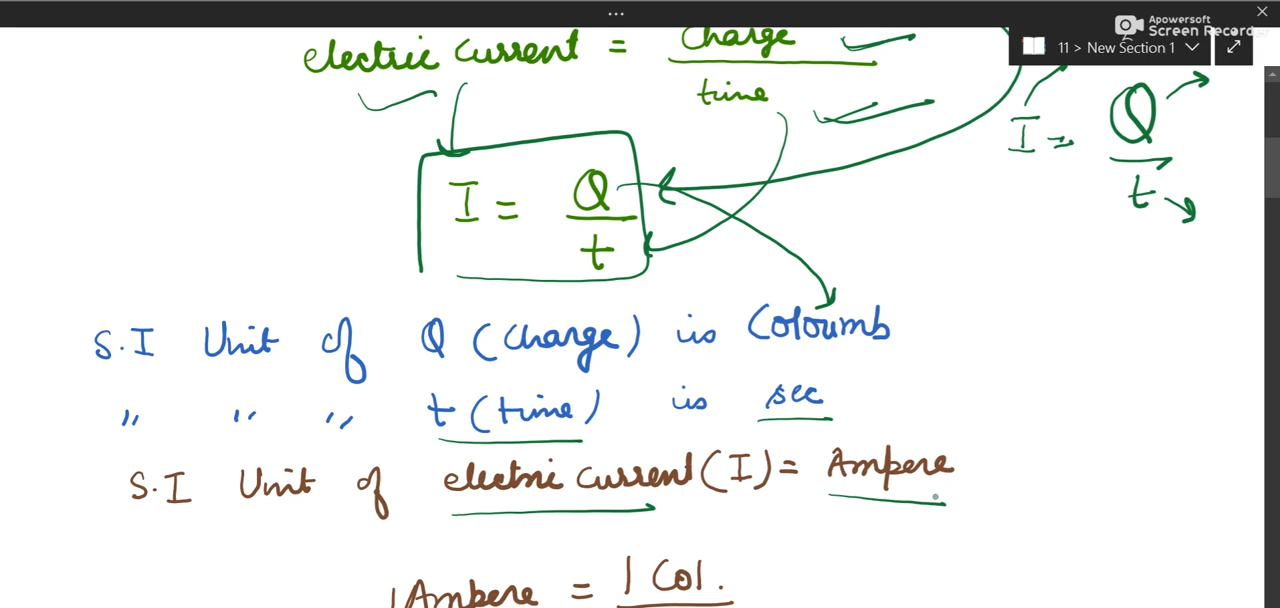 Apowersoft
Screen Recorder
11 > New Section 1
electric current = Charge
time
I = Q
t
I = Q
t
S.I Unit of Q (Charge) is Coloumb
" " " t (time) is sec
S.I Unit of electric current (I) = Ampere
1 Ampere = 1 Col.